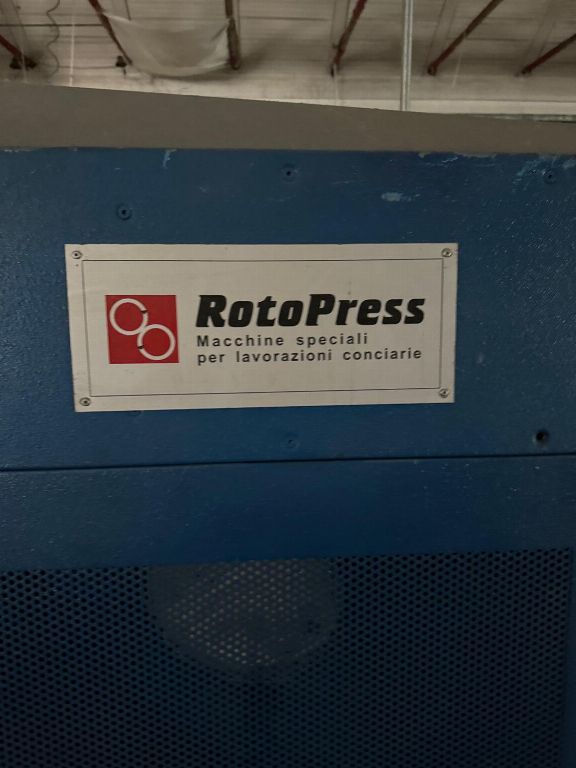 RotoPress
Macchine speciali
per lavorazioni conciarie